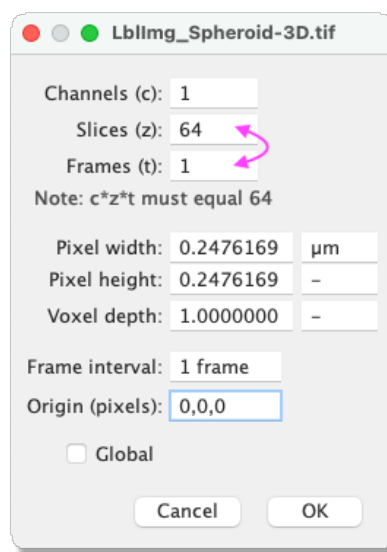 LblImg_Spheroid-3D.tif
Channels (c): 1
Slices (z): 64
Frames (t): 1
Note: c*z*t must equal 64
Pixel width: 0.2476169 µm
Pixel height: 0.2476169 –
Voxel depth: 1.0000000 –
Frame interval: 1 frame
Origin (pixels): 0,0,0
Global
Cancel OK